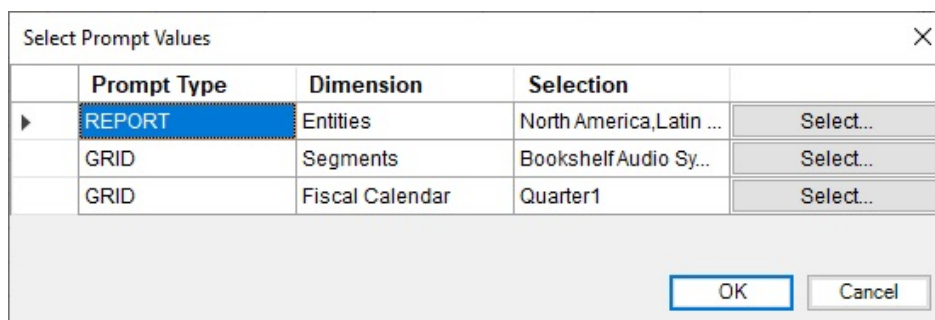 Select Prompt Values
Prompt Type Dimension Selection
REPORT Entities North America,Latin ... Select...
GRID Segments Bookshelf Audio Sy... Select...
GRID Fiscal Calendar Quarter1 Select...
OK Cancel